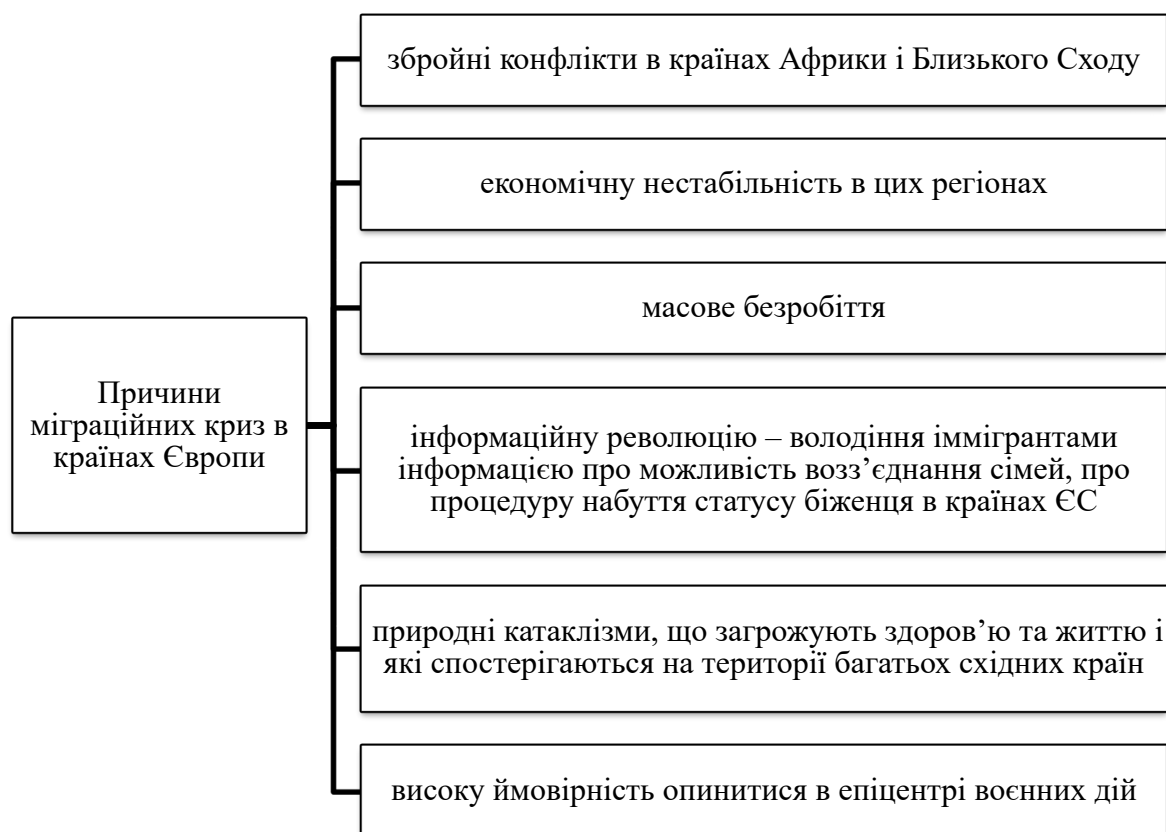 Причини
міграційних криз в
країнах Європи
збройні конфлікти в країнах Африки і Близького Сходу
економічну нестабільність в цих регіонах
масове безробіття
інформаційну революцію – володіння іммігрантами
інформацією про можливість возз’єднання сімей, про
процедуру набуття статусу біженця в країнах ЄС
природні катаклізми, що загрожують здоров’ю та життю і
які спостерігаються на території багатьох східних країн
високу ймовірність опинитися в епіцентрі воєнних дій